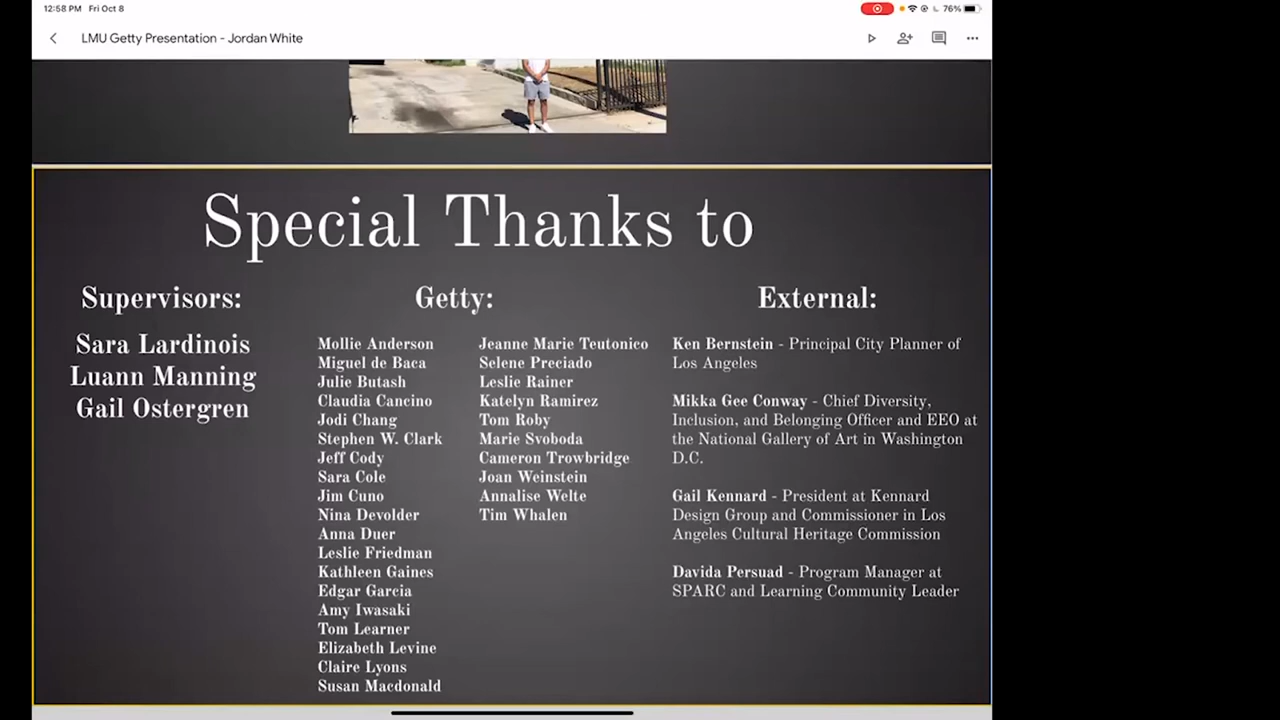 12:58 PM Fri Oct 8
76%
LMU Getty Presentation - Jordan White
Special Thanks to
Supervisors:
Sara Lardinois
Luann Manning
Gail Ostergren
Getty:
Mollie Anderson
Miguel de Baca
Julie Butash
Claudia Cancino
Jodi Chang
Stephen W. Clark
Jeff Cody
Sara Cole
Jim Cuno
Nina Devolder
Anna Duer
Leslie Friedman
Kathleen Gaines
Edgar Garcia
Amy Iwasaki
Tom Learner
Elizabeth Levine
Claire Lyons
Susan Macdonald
Jeanne Marie Teutonico
Selene Preciado
Leslie Rainer
Katelyn Ramirez
Tom Roby
Marie Svoboda
Cameron Trowbridge
Joan Weinstein
Annalise Welte
Tim Whalen
External:
Ken Bernstein - Principal City Planner of
Los Angeles
Mikka Gee Conway - Chief Diversity,
Inclusion, and Belonging Officer and EEO at
the National Gallery of Art in Washington
D.C.
Gail Kennard - President at Kennard
Design Group and Commissioner in Los
Angeles Cultural Heritage Commission
Davida Persuad - Program Manager at
SPARC and Learning Community Leader